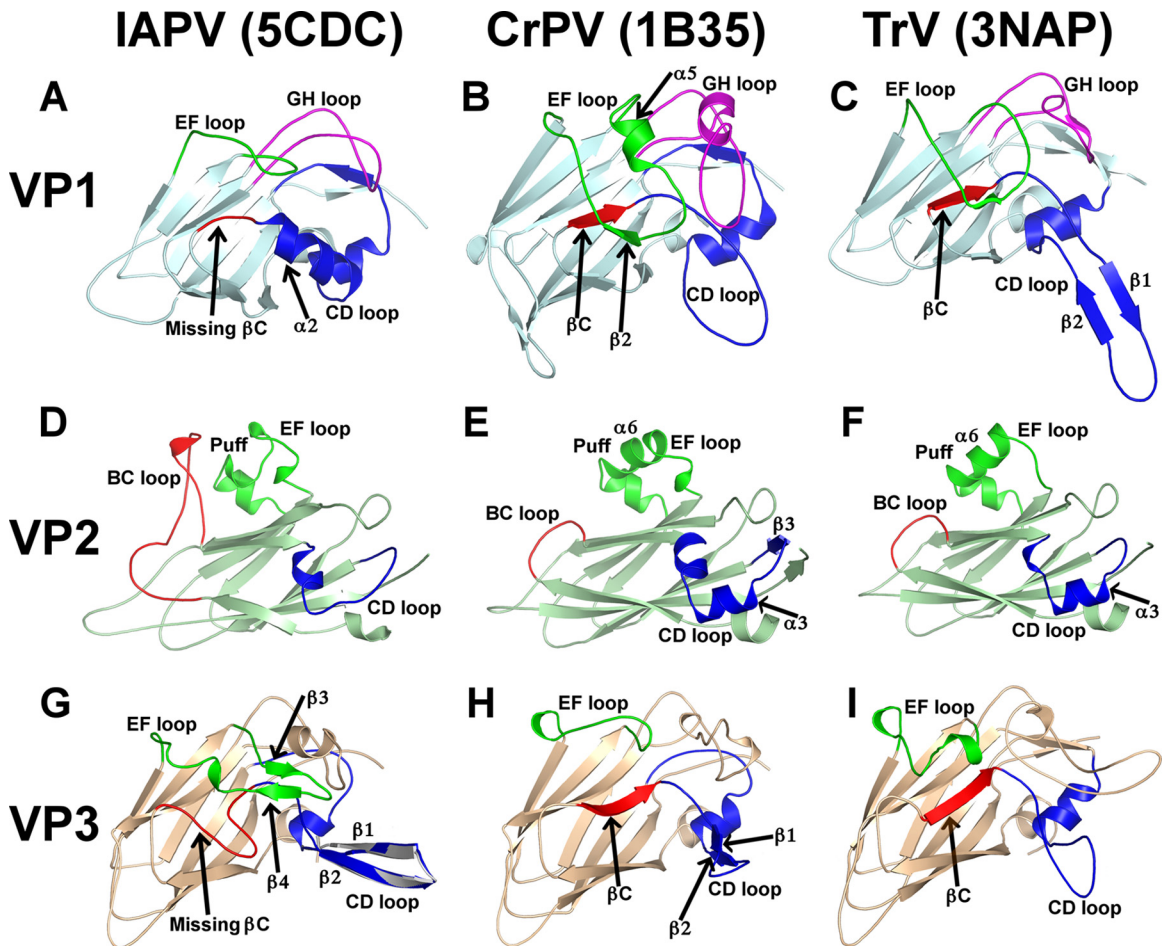 IAPV (5CDC) CrPV (1B35) TrV (3NAP)
VP1
A
EF loop
GH loop
Missing βC
α2
CD loop
B
EF loop
α5
GH loop
βC
β2
CD loop
C
EF loop
GH loop
βC
CD loop
β1
β2
VP2
D
BC loop
Puff
EF loop
CD loop
E
Puff
α6
EF loop
BC loop
β3
CD loop
α3
F
Puff
α6
EF loop
BC loop
CD loop
α3
VP3
G
EF loop
β3
Missing βC
β4
β1
β2
CD loop
H
EF loop
βC
β1
β2
CD loop
I
EF loop
βC
CD loop